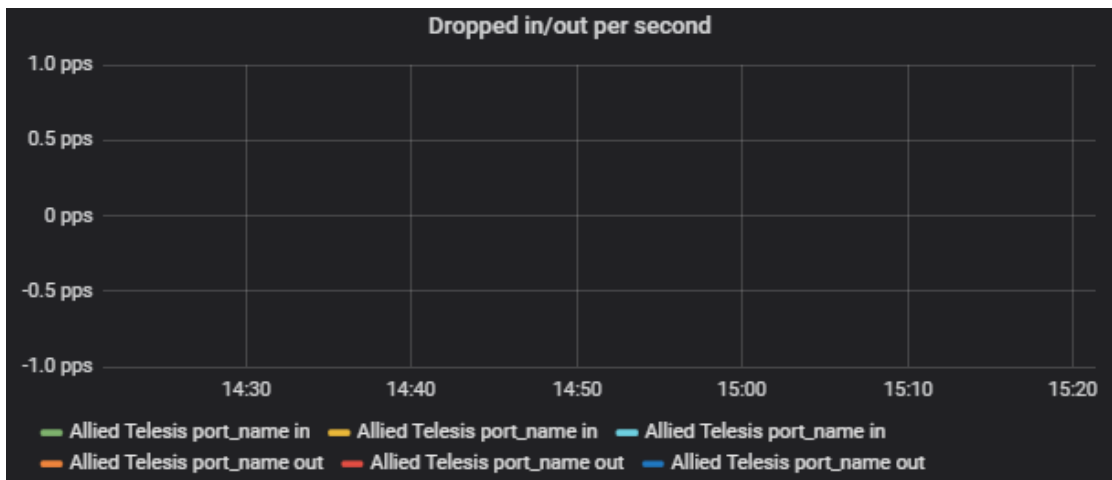 Dropped in/out per second
1.0 pps
0.5 pps
0 pps
-0.5 pps
-1.0 pps
14:30 14:40 14:50 15:00 15:10 15:20
Allied Telesis port_name in Allied Telesis port_name in Allied Telesis port_name in
Allied Telesis port_name out Allied Telesis port_name out Allied Telesis port_name out